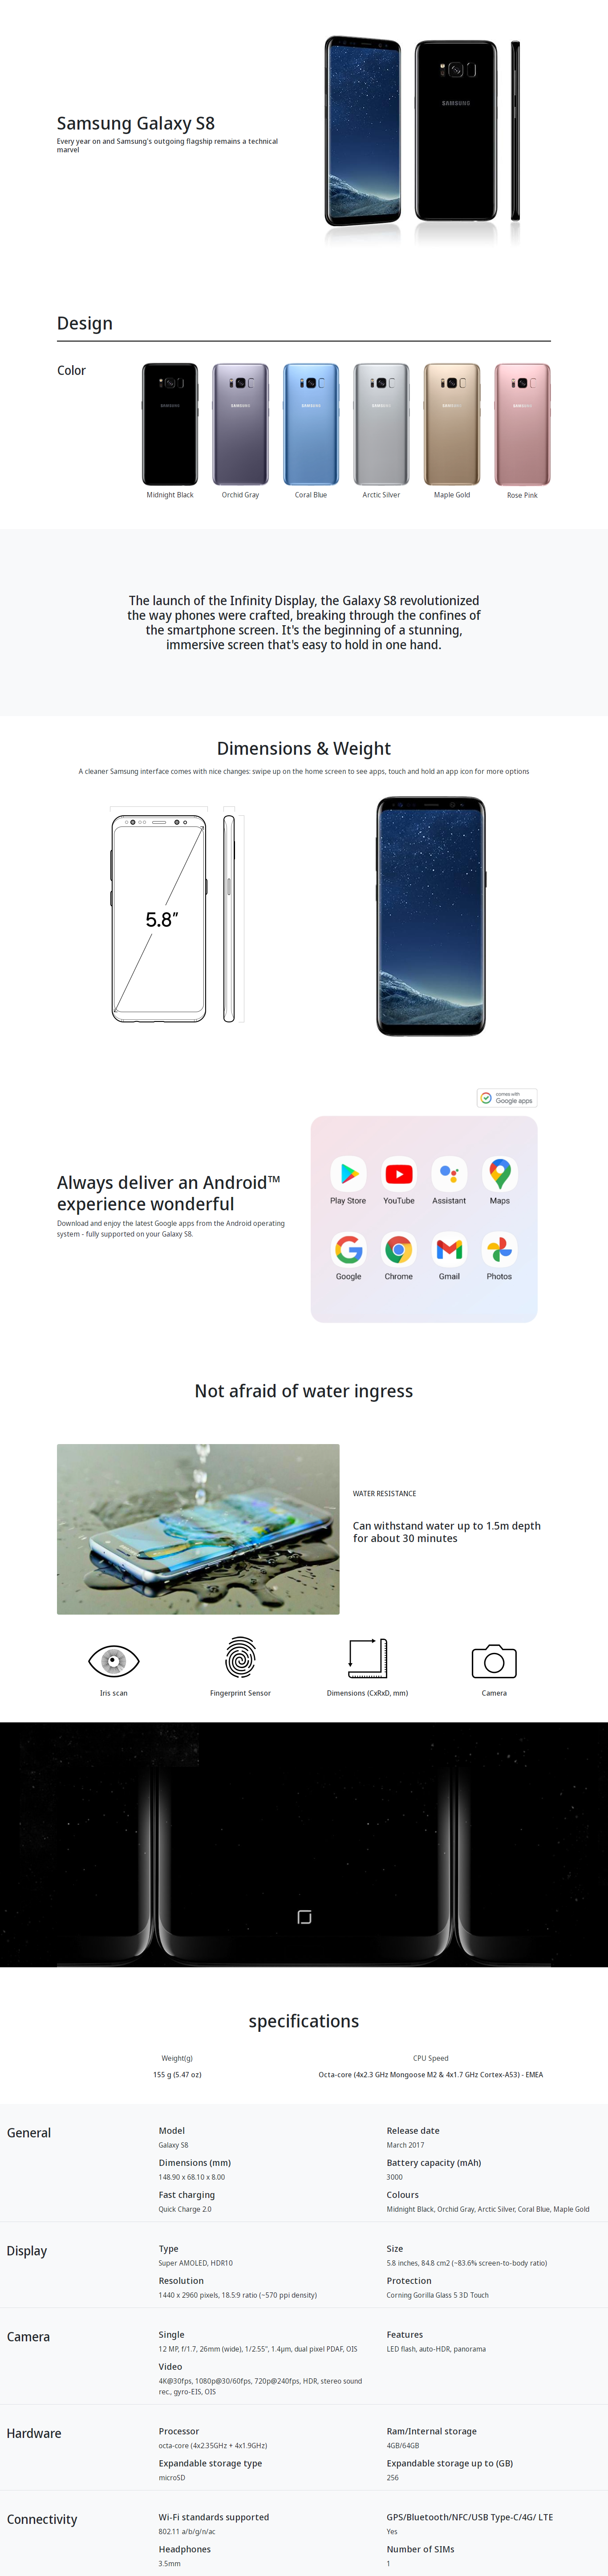 Samsung Galaxy S8
Every year on and Samsung's outgoing flagship remains a technical
marvel
SAMSUNG
Design
Color
SAMSUNG
SAMSUNG
SAMSUNG
SAMSUNG
SAMSUNG
SAMSUNG
Midnight Black
Orchid Gray
Coral Blue
Arctic Silver
Maple Gold
Rose Pink
The launch of the Infinity Display, the Galaxy S8 revolutionized
the way phones were crafted, breaking through the confines of
the smartphone screen. It's the beginning of a stunning,
immersive screen that's easy to hold in one hand.
Dimensions & Weight
A cleaner Samsung interface comes with nice changes: swipe up on the home screen to see apps, touch and hold an app icon for more options
5.8”
comes with
Google apps
Always deliver an Android™
experience wonderful
Download and enjoy the latest Google apps from the Android operating
system - fully supported on your Galaxy S8.
Play Store
YouTube
Assistant
Maps
Google
Chrome
Gmail
Photos
Not afraid of water ingress
WATER RESISTANCE
Can withstand water up to 1.5m depth
for about 30 minutes
Iris scan
Fingerprint Sensor
Dimensions (CxRxD, mm)
Camera
specifications
Weight(g)
155 g (5.47 oz)
CPU Speed
Octa-core (4x2.3 GHz Mongoose M2 & 4x1.7 GHz Cortex-A53) - EMEA
General
Model
Galaxy S8
Release date
March 2017
Dimensions (mm)
148.90 x 68.10 x 8.00
Battery capacity (mAh)
3000
Fast charging
Quick Charge 2.0
Colours
Midnight Black, Orchid Gray, Arctic Silver, Coral Blue, Maple Gold
Display
Type
Super AMOLED, HDR10
Size
5.8 inches, 84.8 cm2 (~83.6% screen-to-body ratio)
Resolution
1440 x 2960 pixels, 18.5:9 ratio (~570 ppi density)
Protection
Corning Gorilla Glass 5 3D Touch
Camera
Single
12 MP, f/1.7, 26mm (wide), 1/2.55", 1.4µm, dual pixel PDAF, OIS
Features
LED flash, auto-HDR, panorama
Video
4K@30fps, 1080p@30/60fps, 720p@240fps, HDR, stereo sound
rec., gyro-EIS, OIS
Hardware
Processor
octa-core (4x2.35GHz + 4x1.9GHz)
Ram/Internal storage
4GB/64GB
Expandable storage type
microSD
Expandable storage up to (GB)
256
Connectivity
Wi-Fi standards supported
802.11 a/b/g/n/ac
GPS/Bluetooth/NFC/USB Type-C/4G/ LTE
Yes
Headphones
3.5mm
Number of SIMs
1